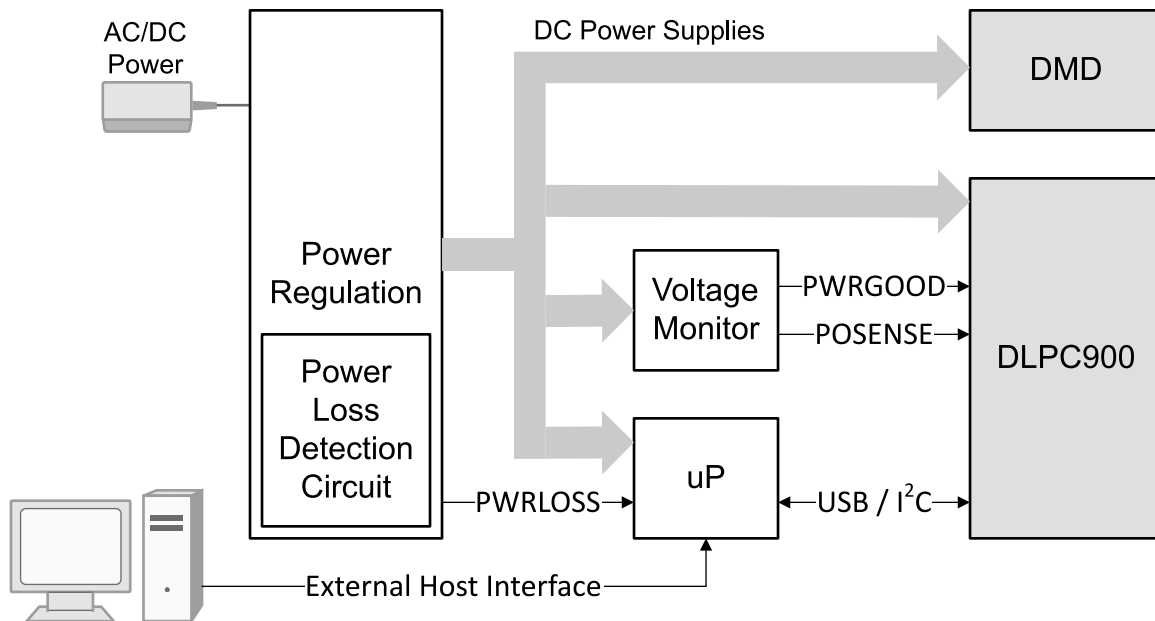 AC/DC
Power
DC Power Supplies
DMD
Power
Regulation
Voltage
Monitor
PWRGOOD
POSENSE
DLPC900
Power
Loss
Detection
Circuit
PWRLOSS
uP
USB / I²C
External Host Interface